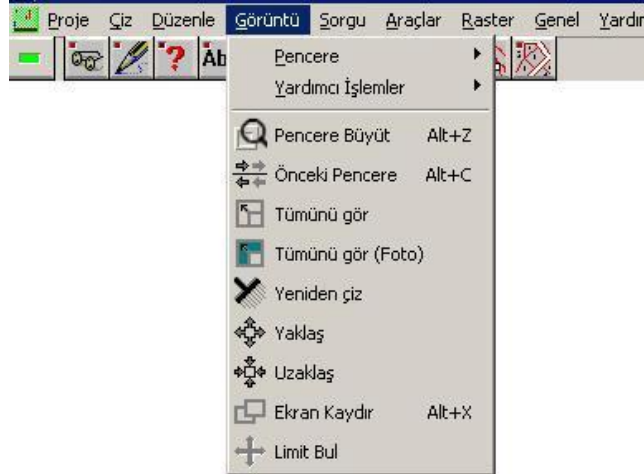 Proje Çiz Düzenle Görüntü Sorgu Araçlar Raster Genel
Ab
Pencere
Yardımcı İşlemler
Pencere Büyüt Alt+Z
Önceki Pencere Alt+C
Tümünü gör
Tümünü gör (Foto)
Yeniden çiz
Yaklaş
Uzaklaş
Ekran Kaydır Alt+X
Limit Bul